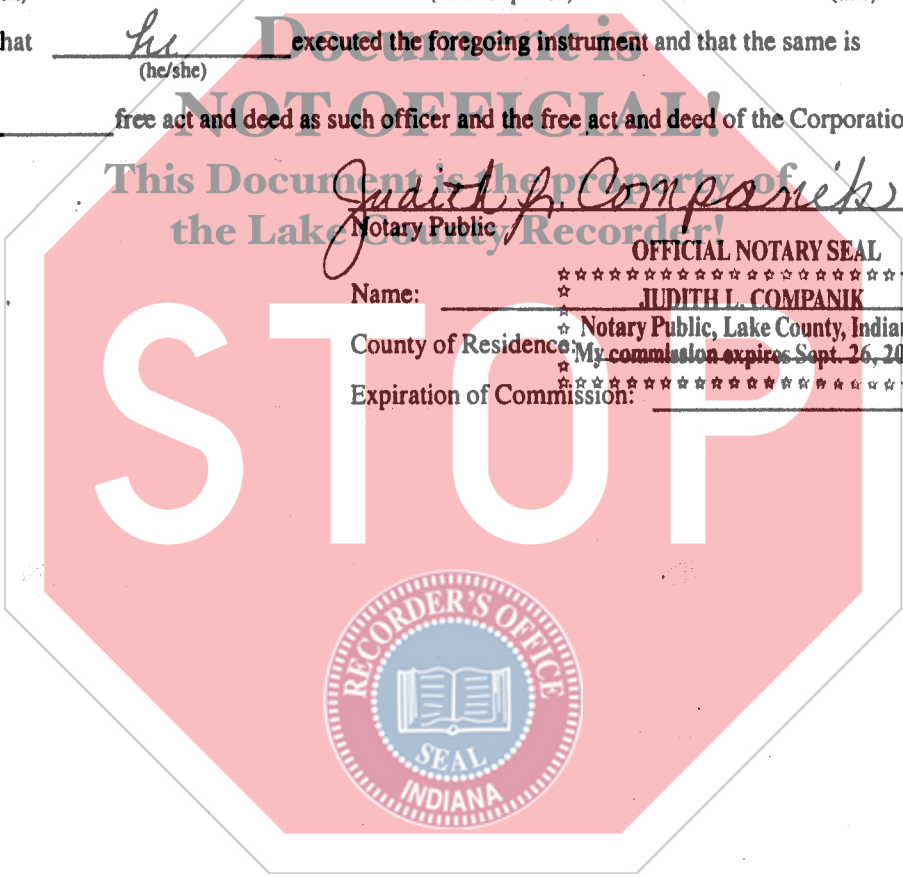 hat he executed the foregoing instrument and that the same is
(he/she)
free act and deed as such officer and the free act and deed of the Corporatio
Document is
NOT OFFICIAL!
This Document is the property of
the Lake County Recorder!
Judith L. Companik
Notary Public
OFFICIAL NOTARY SEAL
Name: JUDITH L. COMPANIK
Notary Public, Lake County, Indian
County of Residence:
My commission expires Sept. 26, 20
Expiration of Commission:
STOP
RECORDER'S OFFICE
SEAL
INDIANA